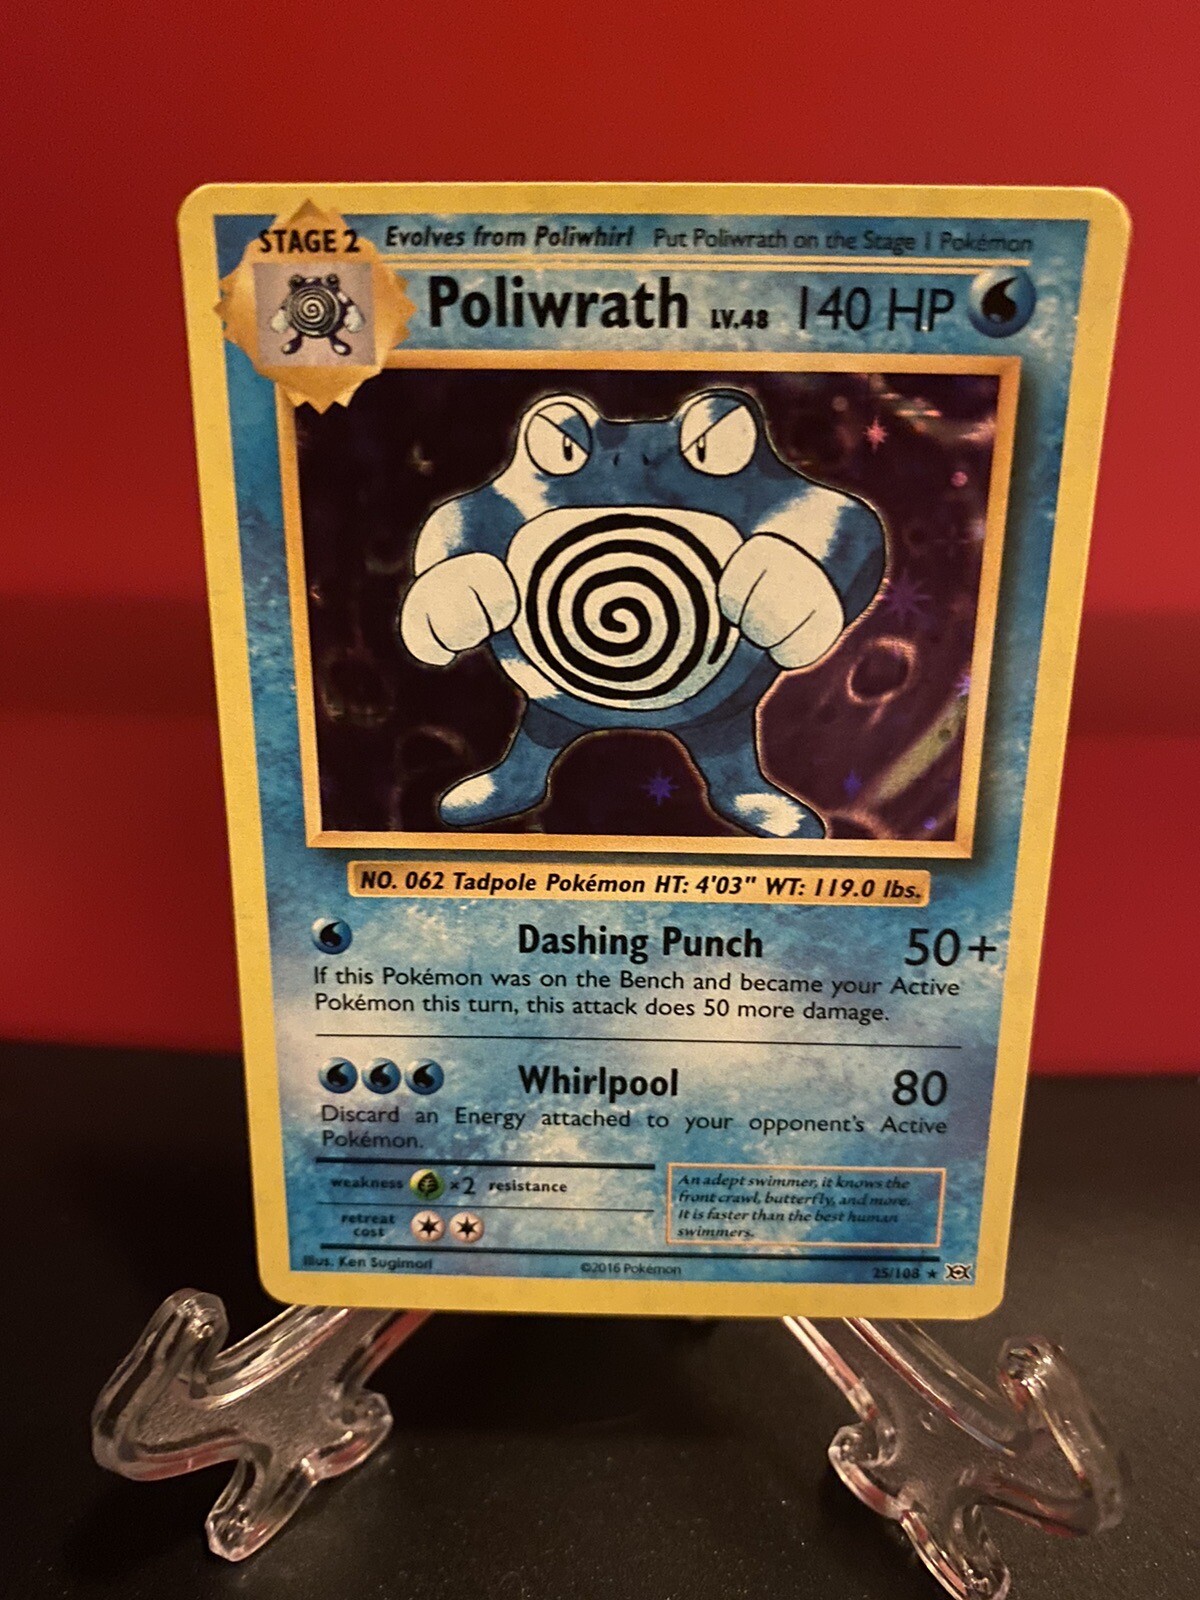 STAGE 2 Evolves from Poliwhirl Put Poliwrath on the Stage 1 Pokémon
Poliwrath LV.48 140 HP
NO. 062 Tadpole Pokémon HT: 4'03" WT: 119.0 lbs.
Dashing Punch 50+
If this Pokémon was on the Bench and became your Active
Pokémon this turn, this attack does 50 more damage.
Whirlpool 80
Discard an Energy attached to your opponent's Active
Pokémon.
weakness ×2 resistance
retreat
cost
An adept swimmer, it knows the
front crawl, butterfly, and more.
It is faster than the best human
swimmers.
Illus. Ken Sugimori ©2016 Pokémon 25/108 ★